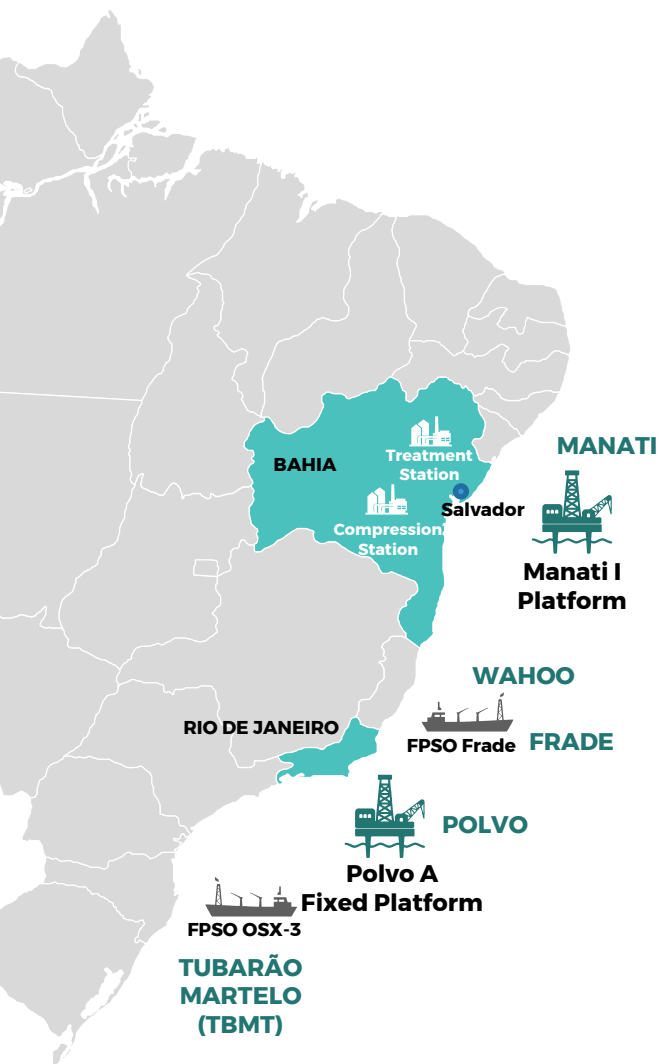 MANATI
BAHIA
Treatment
Station
Salvador
Compression
Station
Manati I
Platform
WAHOO
RIO DE JANEIRO
FPSO Frade
FRADE
POLVO
Polvo A
Fixed Platform
FPSO OSX-3
TUBARÃO
MARTELO
(TBMT)